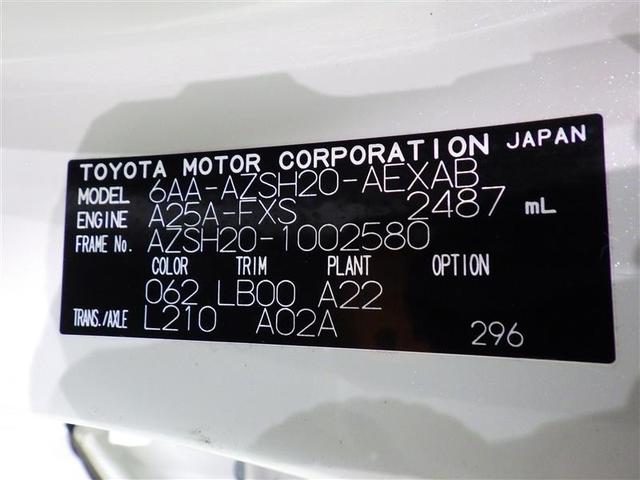 TOYOTA MOTOR CORPORATION JAPAN
MODEL 6AA-AZSH20-AEXAB
ENGINE A25A-FXS 2487 mL
FRAME No. AZSH20-1002580
COLOR TRIM PLANT OPTION
062 LB00 A22
TRANS./AXLE L210 A02A 296